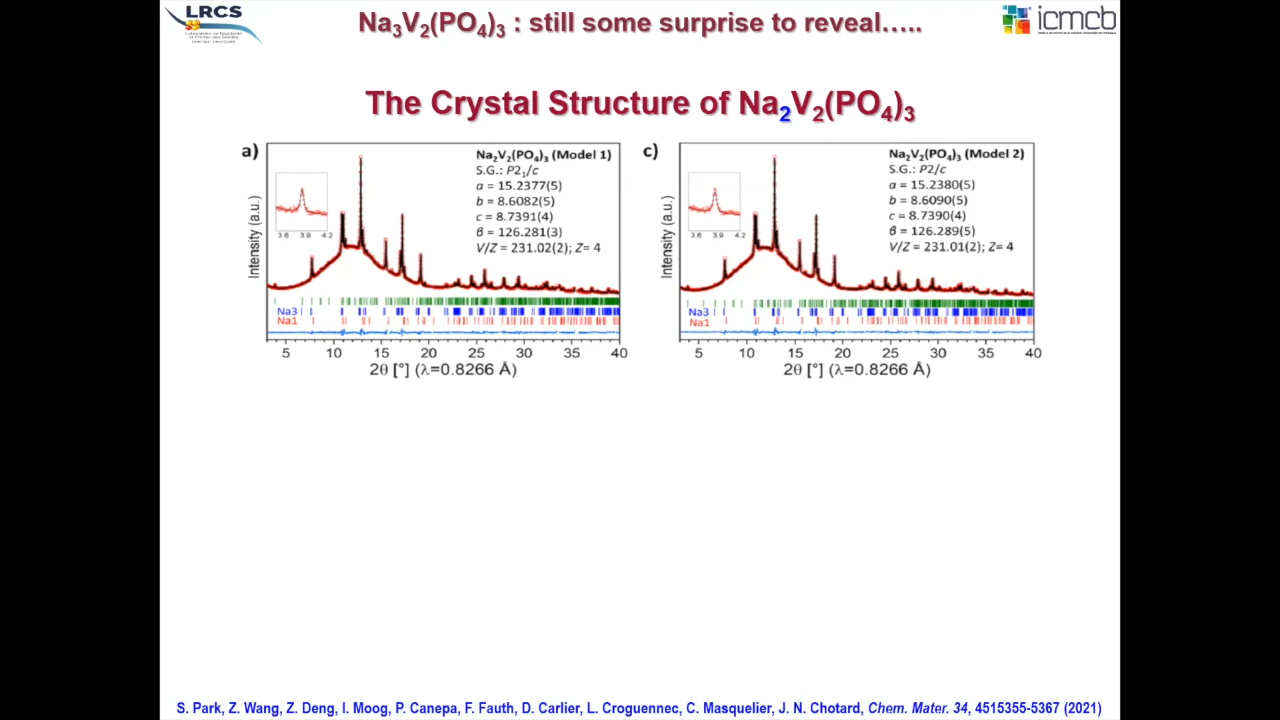 LRCS
icmcb
Na₃V₂(PO₄)₃ : still some surprise to reveal…..
The Crystal Structure of Na₂V₂(PO₄)₃
a)
Na₂V₂(PO₄)₃ (Model 1)
S.G.: P2₁/c
a = 15.2377(5)
b = 8.6082(5)
c = 8.7391(4)
β = 126.281(3)
V/Z = 231.02(2); Z= 4
Intensity (a.u.)
3.6 3.9 4.2
Na3
Na1
5 10 15 20 25 30 35 40
2θ [°] (λ=0.8266 Å)
c)
Na₂V₂(PO₄)₃ (Model 2)
S.G.: P2/c
a = 15.2380(5)
b = 8.6090(5)
c = 8.7390(4)
β = 126.289(5)
V/Z = 231.01(2); Z= 4
Intensity (a.u.)
3.6 3.9 4.2
Na3
Na1
5 10 15 20 25 30 35 40
2θ [°] (λ=0.8266 Å)
S. Park, Z. Wang, Z. Deng, I. Moog, P. Canepa, F. Fauth, D. Carlier, L. Croguennec, C. Masquelier, J. N. Chotard, Chem. Mater. 34, 4515355-5367 (2021)